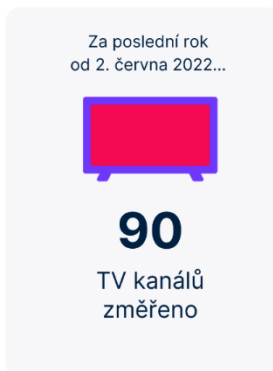 Za poslední rok
od 2. června 2022...
90
TV kanálů
změřeno